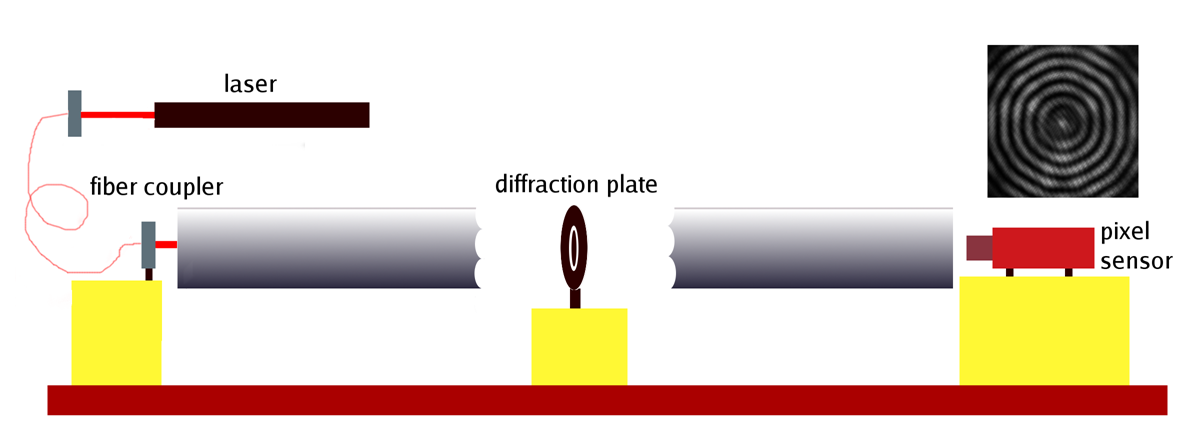 laser
fiber coupler
diffraction plate
pixel
sensor